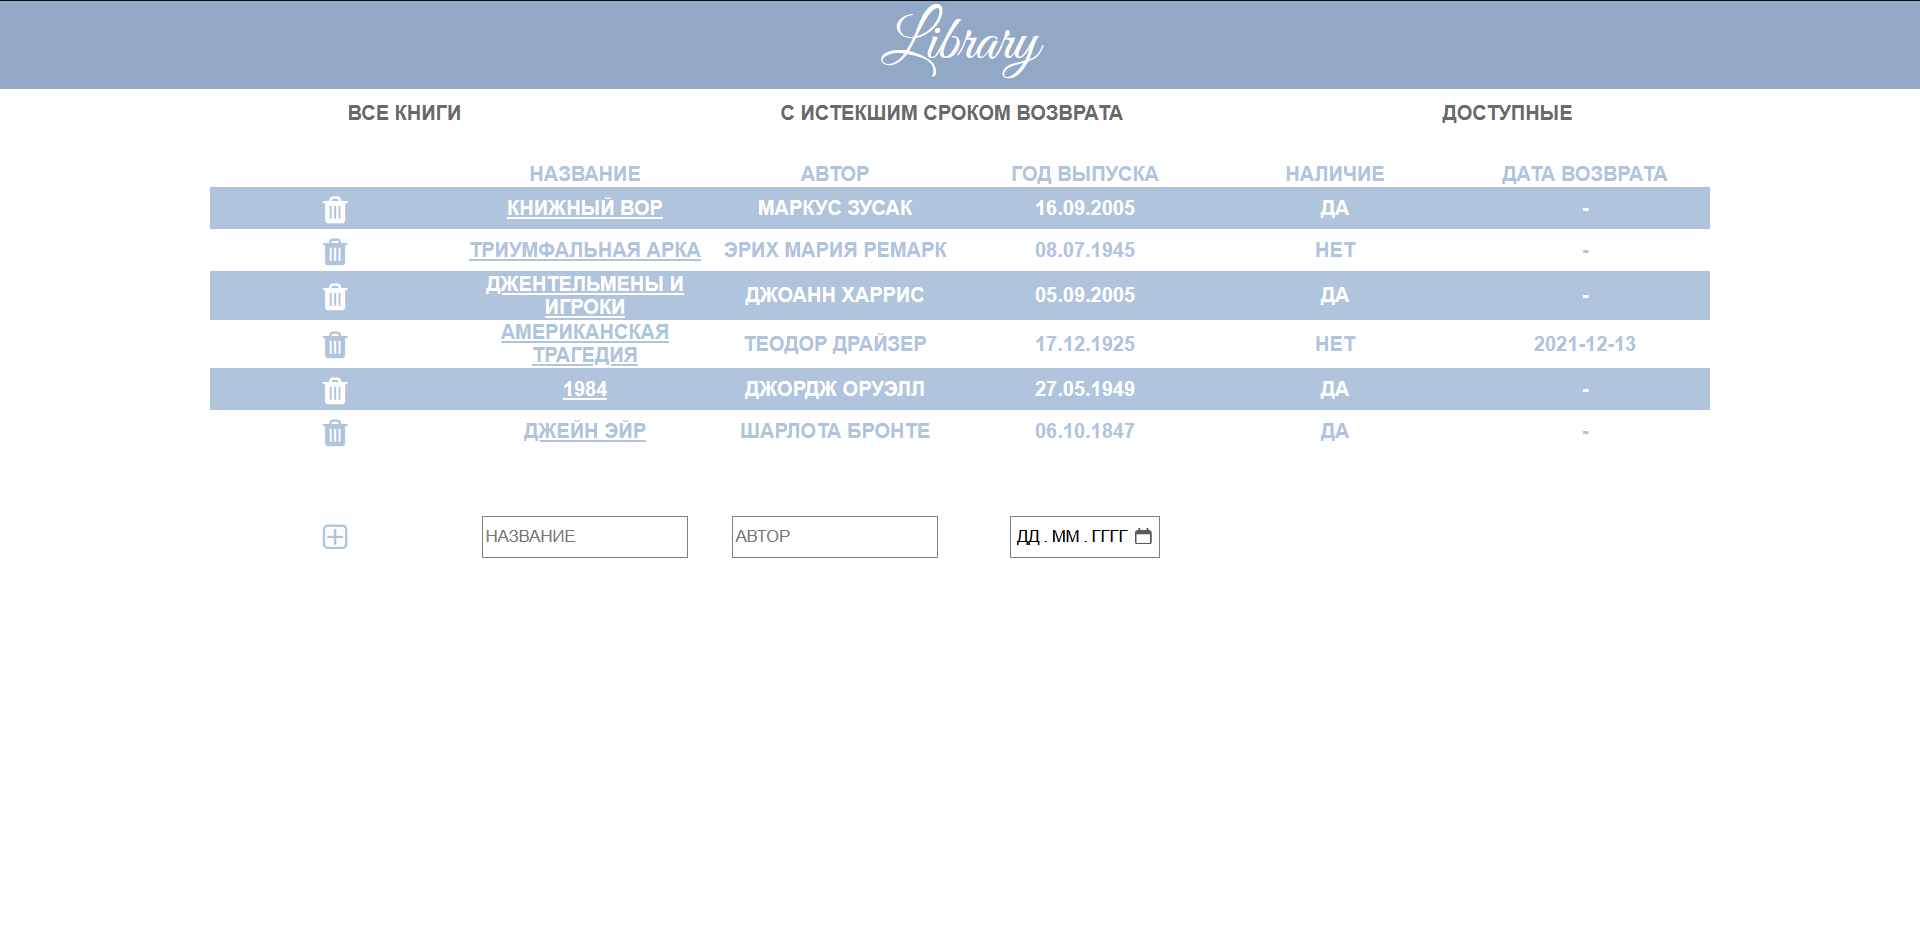 Library
ВСЕ КНИГИ С ИСТЕКШИМ СРОКОМ ВОЗВРАТА ДОСТУПНЫЕ
НАЗВАНИЕ АВТОР ГОД ВЫПУСКА НАЛИЧИЕ ДАТА ВОЗВРАТА
КНИЖНЫЙ ВОР МАРКУС ЗУСАК 16.09.2005 ДА -
ТРИУМФАЛЬНАЯ АРКА ЭРИХ МАРИЯ РЕМАРК 08.07.1945 НЕТ -
ДЖЕНТЕЛЬМЕНЫ И
ИГРОКИ ДЖОАНН ХАРРИС 05.09.2005 ДА -
АМЕРИКАНСКАЯ
ТРАГЕДИЯ ТЕОДОР ДРАЙЗЕР 17.12.1925 НЕТ 2021-12-13
1984 ДЖОРДЖ ОРУЭЛЛ 27.05.1949 ДА -
ДЖЕЙН ЭЙР ШАРЛОТА БРОНТЕ 06.10.1847 ДА -
НАЗВАНИЕ АВТОР ДД . ММ . ГГГГ